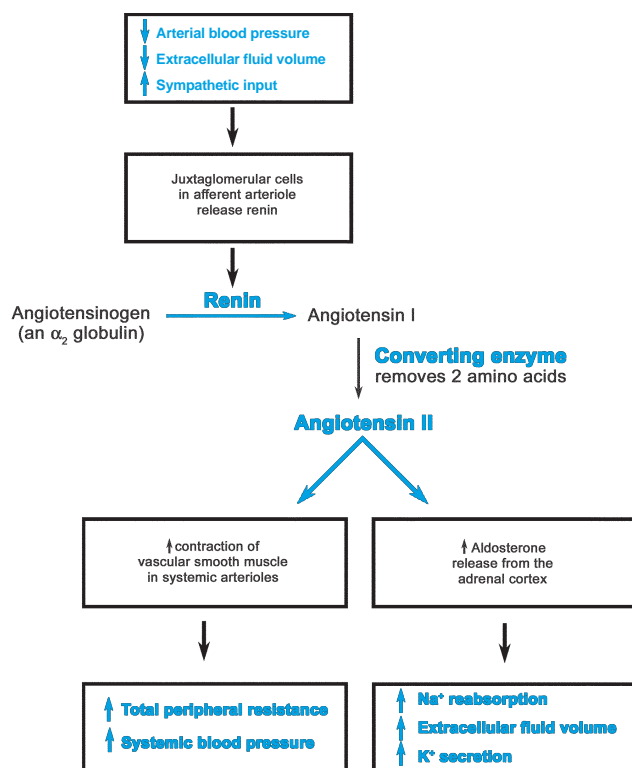 Arterial blood pressure
Extracellular fluid volume
Sympathetic input
Juxtaglomerular cells
in afferent arteriole
release renin
Renin
Angiotensinogen
(an α₂ globulin)
Angiotensin I
Converting enzyme
removes 2 amino acids
Angiotensin II
contraction of
vascular smooth muscle
in systemic arterioles
Aldosterone
release from the
adrenal cortex
Total peripheral resistance
Systemic blood pressure
Na⁺ reabsorption
Extracellular fluid volume
K⁺ secretion